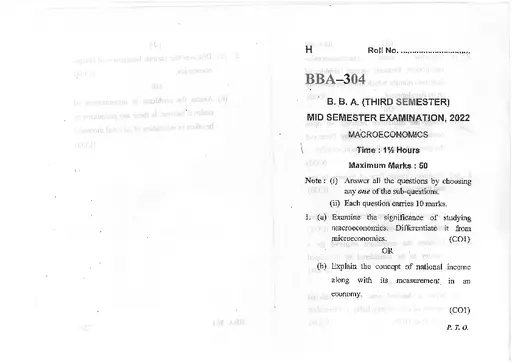 H Roll No. ..............................
BBA–304
B. B. A. (THIRD SEMESTER)
MID SEMESTER EXAMINATION, 2022
MACROECONOMICS
Time : 1½ Hours
Maximum Marks : 50
Note : (i) Answer all the questions by choosing
any one of the sub-questions.
(ii) Each question carries 10 marks.
1. (a) Examine the significance of studying
macroeconomics. Differentiate it from
microeconomics. (CO1)
OR
(b) Explain the concept of national income
along with its measurement in an
economy.
(CO1)
P. T. O.